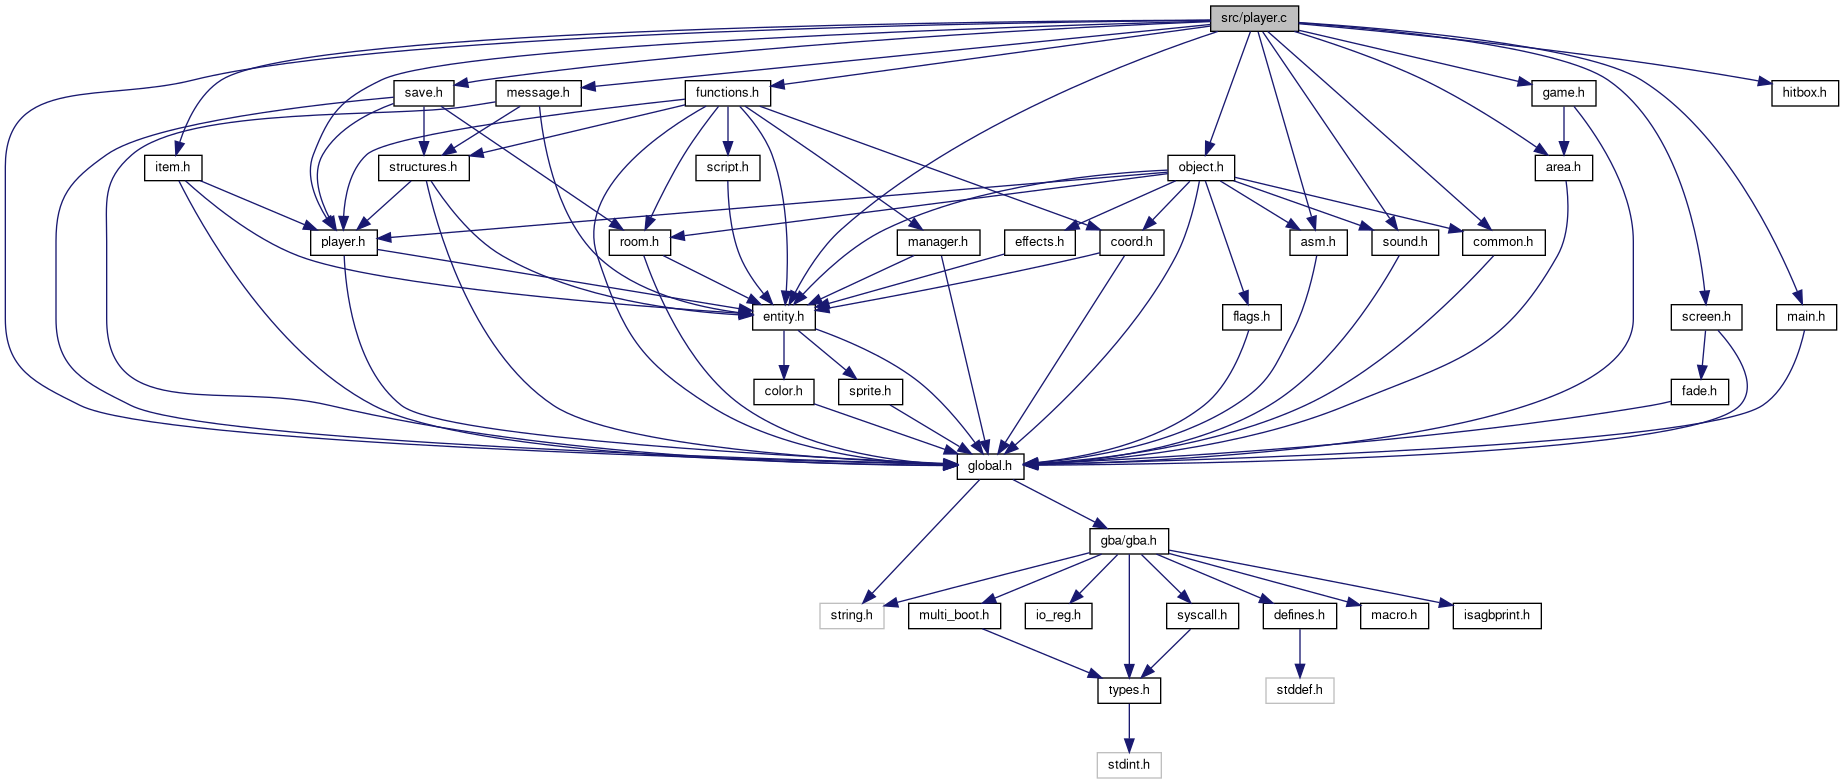 src/player.c
save.h
message.h
functions.h
game.h
hitbox.h
item.h
structures.h
script.h
object.h
area.h
player.h
room.h
manager.h
effects.h
coord.h
asm.h
sound.h
common.h
entity.h
flags.h
screen.h
main.h
color.h
sprite.h
fade.h
global.h
gba/gba.h
string.h
multi_boot.h
io_reg.h
syscall.h
defines.h
macro.h
isagbprint.h
types.h
stddef.h
stdint.h